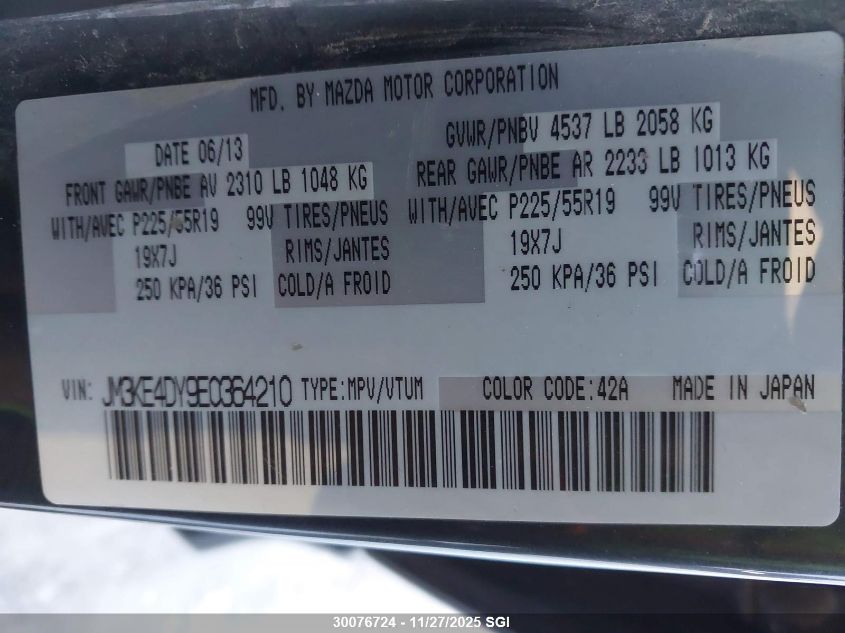 MFD. BY MAZDA MOTOR CORPORATION
DATE 06/13 GVWR/PNBV 4537 LB 2058 KG
FRONT GAWR/PNBE AV 2310 LB 1048 KG REAR GAWR/PNBE AR 2233 LB 1013 KG
WITH/AVEC P225/55R19 99V TIRES/PNEUS WITH/AVEC P225/55R19 99V TIRES/PNEUS
19X7J RIMS/JANTES 19X7J RIMS/JANTES
250 KPA/36 PSI COLD/A FROID 250 KPA/36 PSI COLD/A FROID
VIN: JM3KE4DY9E0364210 TYPE:MPV/VTUM COLOR CODE:42A MADE IN JAPAN
30076724 - 11/27/2025 SGI